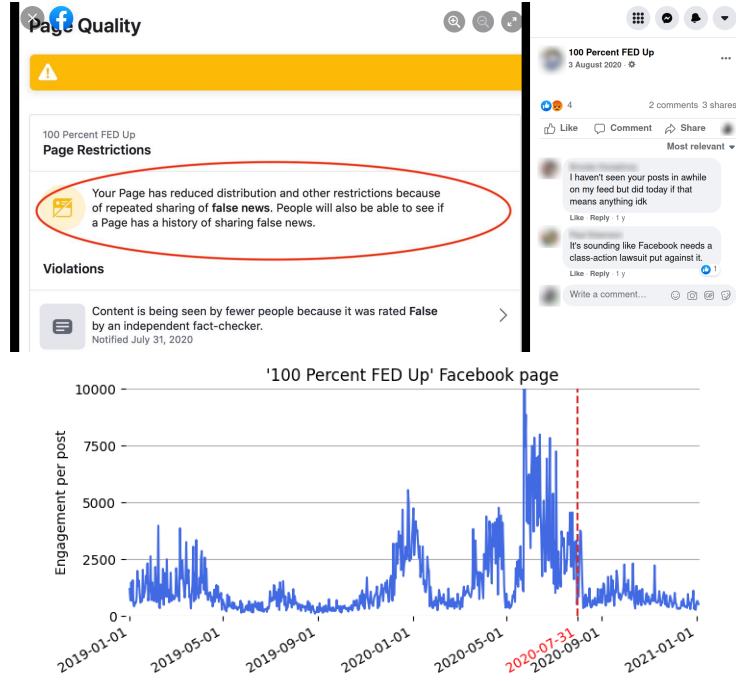 Page Quality
100 Percent FED Up
Page Restrictions
Your Page has reduced distribution and other restrictions because
of repeated sharing of false news. People will also be able to see if
a Page has a history of sharing false news.
Violations
Content is being seen by fewer people because it was rated False
by an independent fact-checker.
Notified July 31, 2020
100 Percent FED Up
3 August 2020 ·
4
2 comments 3 shares
Like Comment Share
Most relevant
I haven't seen your posts in awhile
on my feed but did today if that
means anything idk
Like · Reply · 1 y
It's sounding like Facebook needs a
class-action lawsuit put against it.
1
Like · Reply · 1 y
Write a comment...
GIF
'100 Percent FED Up' Facebook page
Engagement per post
10000
7500
5000
2500
0
2019-01-01
2019-05-01
2019-09-01
2020-01-01
2020-05-01
2020-07-31
2020-09-01
2021-01-01